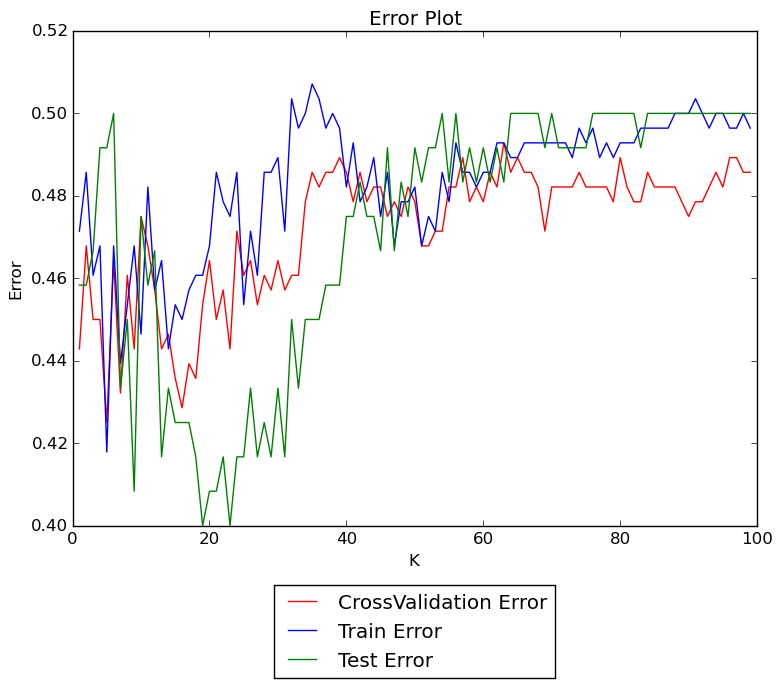 Error Plot
0.52
0.50
0.48
0.46
0.44
0.42
0.40
Error
0 20 40 60 80 100
K
CrossValidation Error
Train Error
Test Error